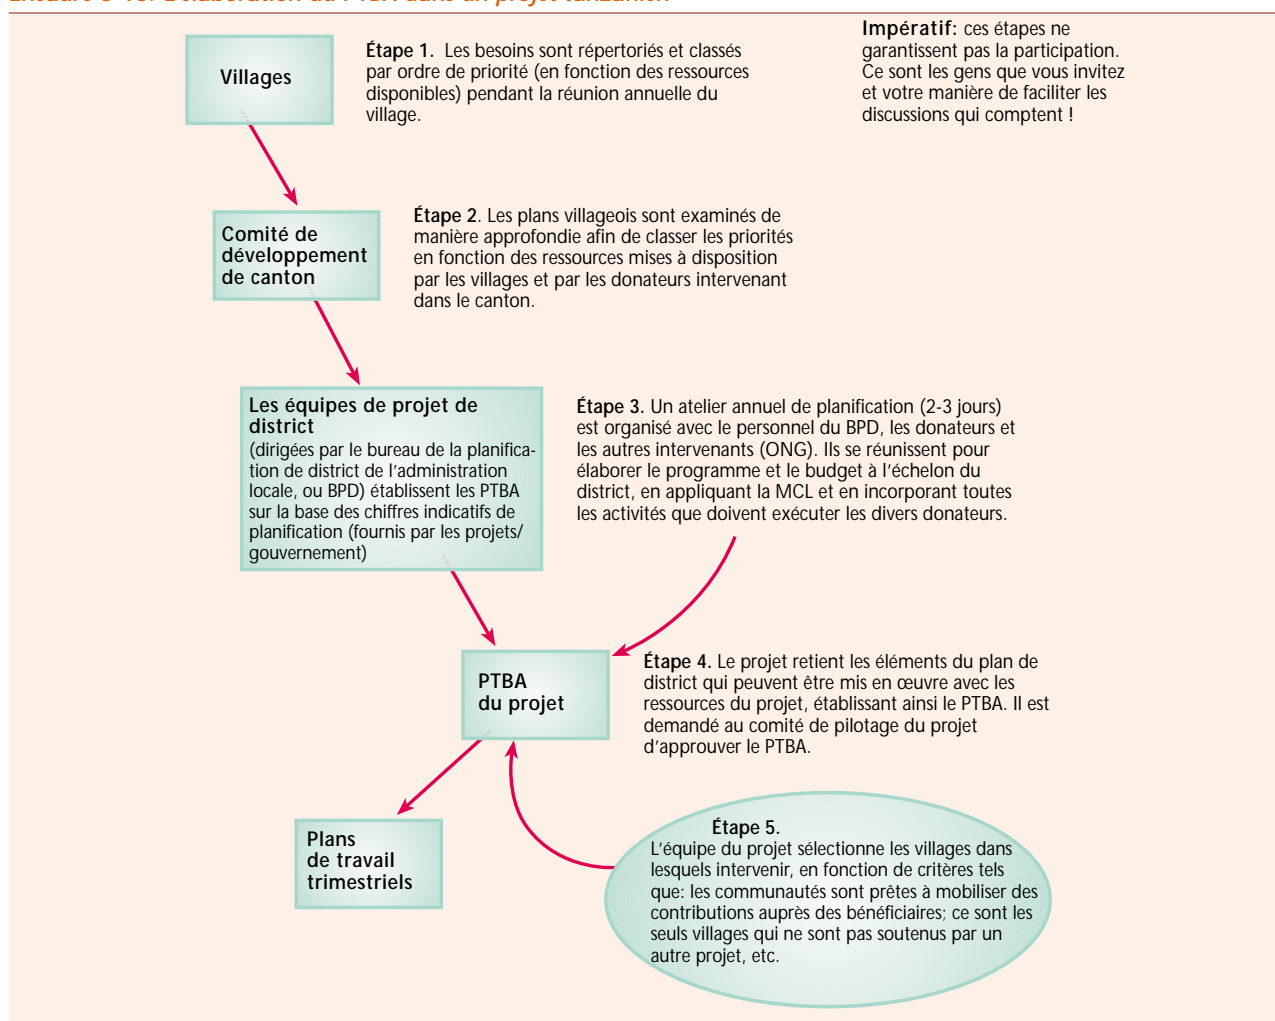 Villages
Étape 1. Les besoins sont répertoriés et classés
par ordre de priorité (en fonction des ressources
disponibles) pendant la réunion annuelle du
village.
Impératif: ces étapes ne
garantissent pas la participation.
Ce sont les gens que vous invitez
et votre manière de faciliter les
discussions qui comptent !
Comité de
développement
de canton
Étape 2. Les plans villageois sont examinés de
manière approfondie afin de classer les priorités
en fonction des ressources mises à disposition
par les villages et par les donateurs intervenant
dans le canton.
Les équipes de projet de
district
(dirigées par le bureau de la planifica-
tion de district de l'administration
locale, ou BPD) établissent les PTBA
sur la base des chiffres indicatifs de
planification (fournis par les projets/
gouvernement)
Étape 3. Un atelier annuel de planification (2-3 jours)
est organisé avec le personnel du BPD, les donateurs et
les autres intervenants (ONG). Ils se réunissent pour
élaborer le programme et le budget à l'échelon du
district, en appliquant la MCL et en incorporant toutes
les activités que doivent exécuter les divers donateurs.
PTBA
du projet
Étape 4. Le projet retient les éléments du plan de
district qui peuvent être mis en œuvre avec les
ressources du projet, établissant ainsi le PTBA. Il est
demandé au comité de pilotage du projet
d'approuver le PTBA.
Plans
de travail
trimestriels
Étape 5.
L'équipe du projet sélectionne les villages dans
lesquels intervenir, en fonction de critères tels
que: les communautés sont prêtes à mobiliser des
contributions auprès des bénéficiaires; ce sont les
seuls villages qui ne sont pas soutenus par un
autre projet, etc.